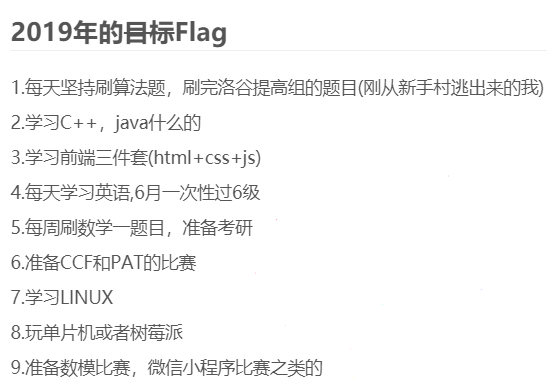 2019年的目标Flag
1.每天坚持刷算法题，刷完洛谷提高组的题目(刚从新手村逃出来的我)
2.学习C++，java什么的
3.学习前端三件套(html+css+js)
4.每天学习英语,6月一次性过6级
5.每周刷数学一题目，准备考研
6.准备CCF和PAT的比赛
7.学习LINUX
8.玩单片机或者树莓派
9.准备数模比赛，微信小程序比赛之类的